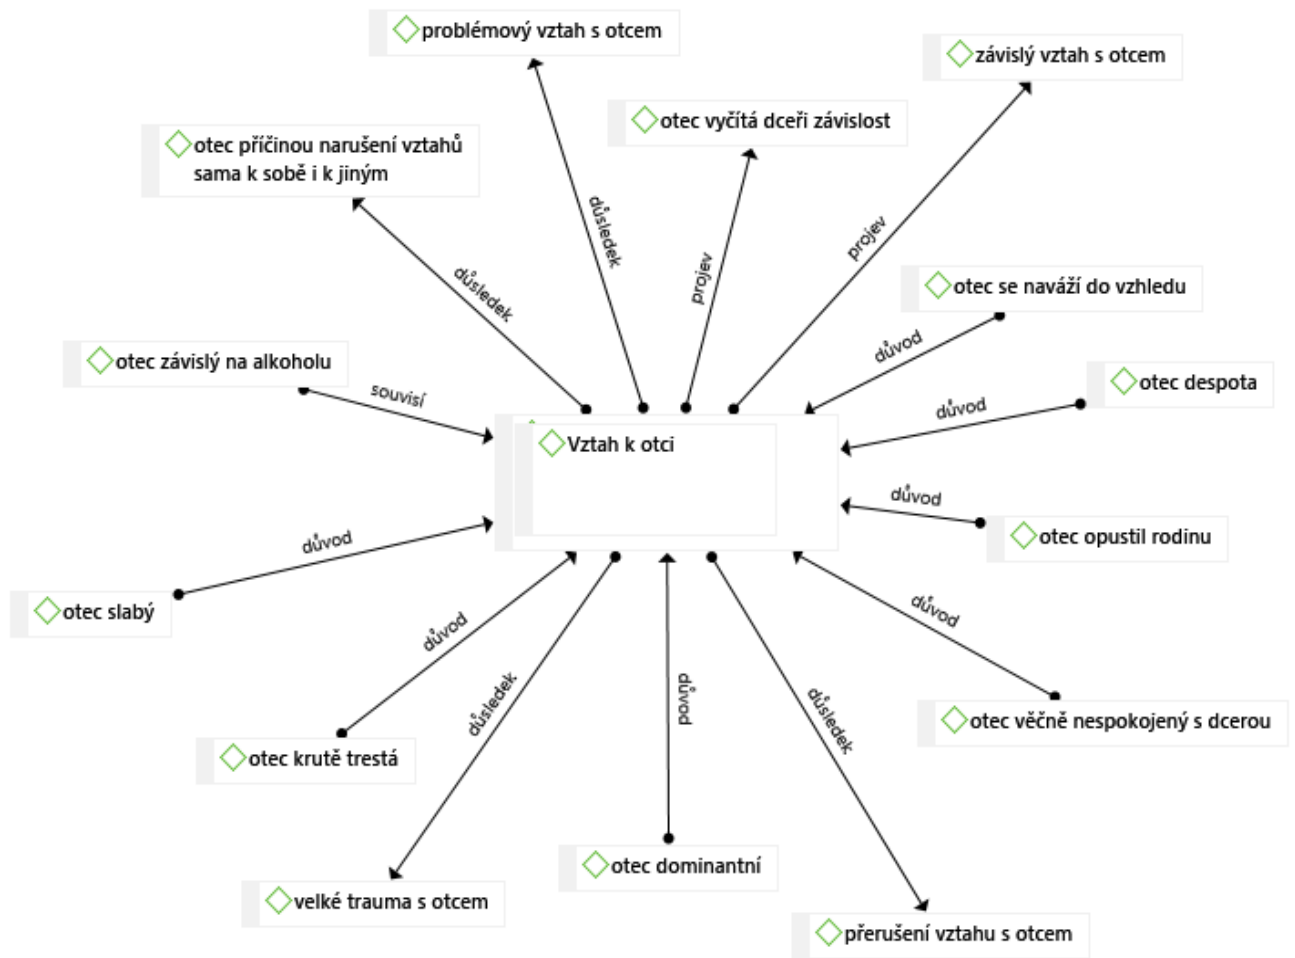 problémový vztah s otcem
závislý vztah s otcem
otec vyčítá dceři závislost
otec příčinou narušení vztahů
sama k sobě i k jiným
důsledek
projev
důsledek
projev
otec se naváží do vzhledu
důvod
otec závislý na alkoholu
souvisí
otec despota
důvod
Vztah k otci
důvod
otec opustil rodinu
důvod
otec slabý
důvod
důvod
důsledek
důvod
důsledek
otec věčně nespokojený s dcerou
otec krutě trestá
otec dominantní
velké trauma s otcem
přerušení vztahu s otcem